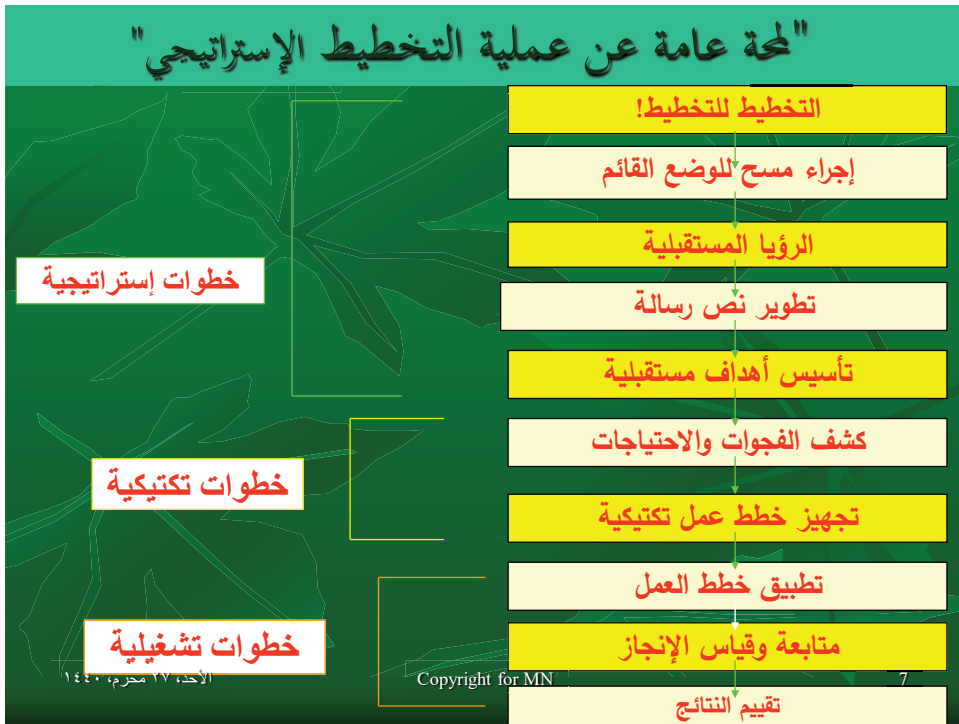 "لمحة عامة عن عملية التخطيط الإستراتيجي"
التخطيط للتخطيط!
إجراء مسح للوضع القائم
الرؤيا المستقبلية
تطوير نص رسالة
تأسيس أهداف مستقبلية
خطوات إستراتيجية
كشف الفجوات والاحتياجات
تجهيز خطط عمل تكتيكية
خطوات تكتيكية
تطبيق خطط العمل
متابعة وقياس الإنجاز
تقييم النتائج
خطوات تشغيلية
الأحد، ٢٧ محرم، ١٤٤٠
Copyright for MN
7